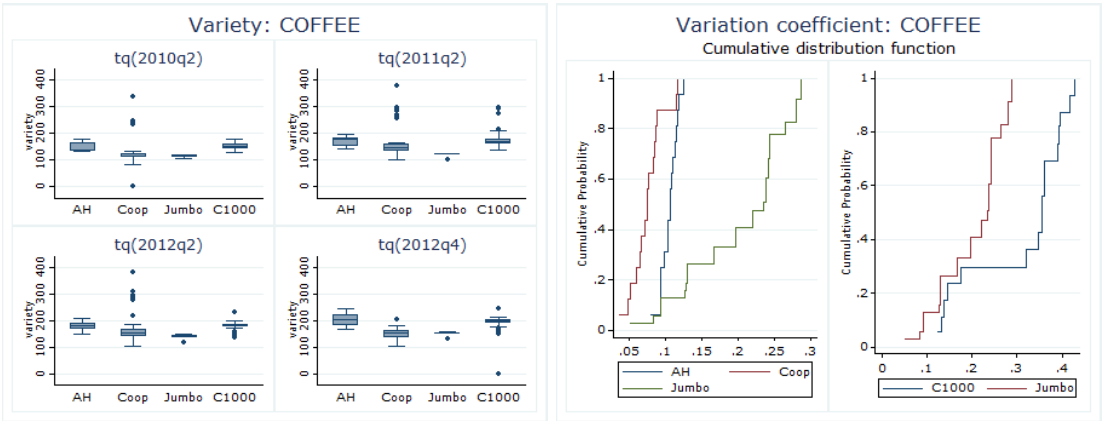 Variety: COFFEE
tq(2010q2)
variety
0 100 200 300 400
AH Coop Jumbo C1000
tq(2011q2)
variety
0 100 200 300 400
AH Coop Jumbo C1000
tq(2012q2)
variety
0 100 200 300 400
AH Coop Jumbo C1000
tq(2012q4)
variety
0 100 200 300 400
AH Coop Jumbo C1000
Variation coefficient: COFFEE
Cumulative distribution function
Cumulative Probability
1
.8
.6
.4
.2
0
.05 .1 .15 .2 .25 .3
AH Coop
Jumbo
Cumulative Probability
1
.8
.6
.4
.2
0
0 .1 .2 .3 .4
C1000 Jumbo